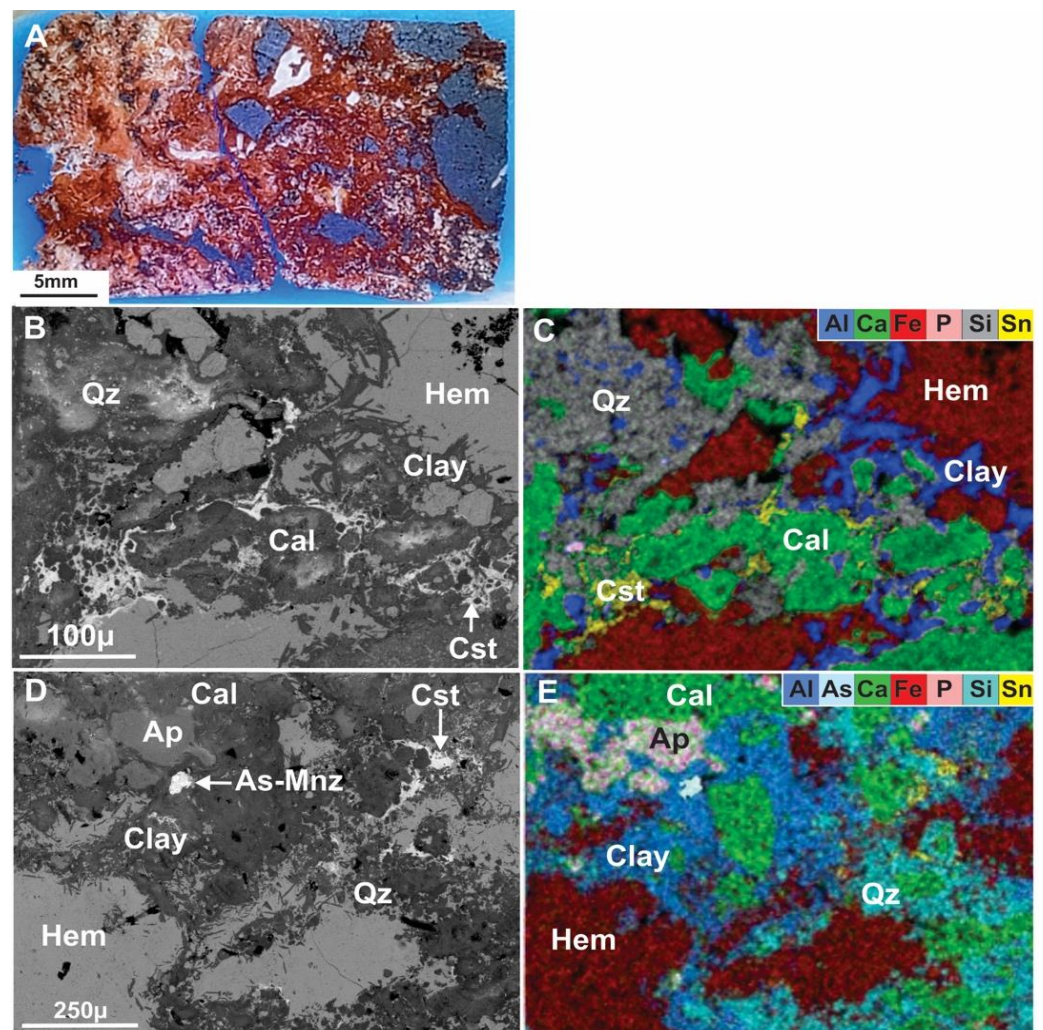 A
5mm
B
Qz
Hem
Clay
Cal
Cst
100µ
C
Al Ca Fe P Si Sn
Qz
Hem
Clay
Cal
Cst
D
Cal
Cst
Ap
As-Mnz
Clay
Qz
Hem
250µ
E
Al As Ca Fe P Si Sn
Cal
Ap
Clay
Qz
Hem